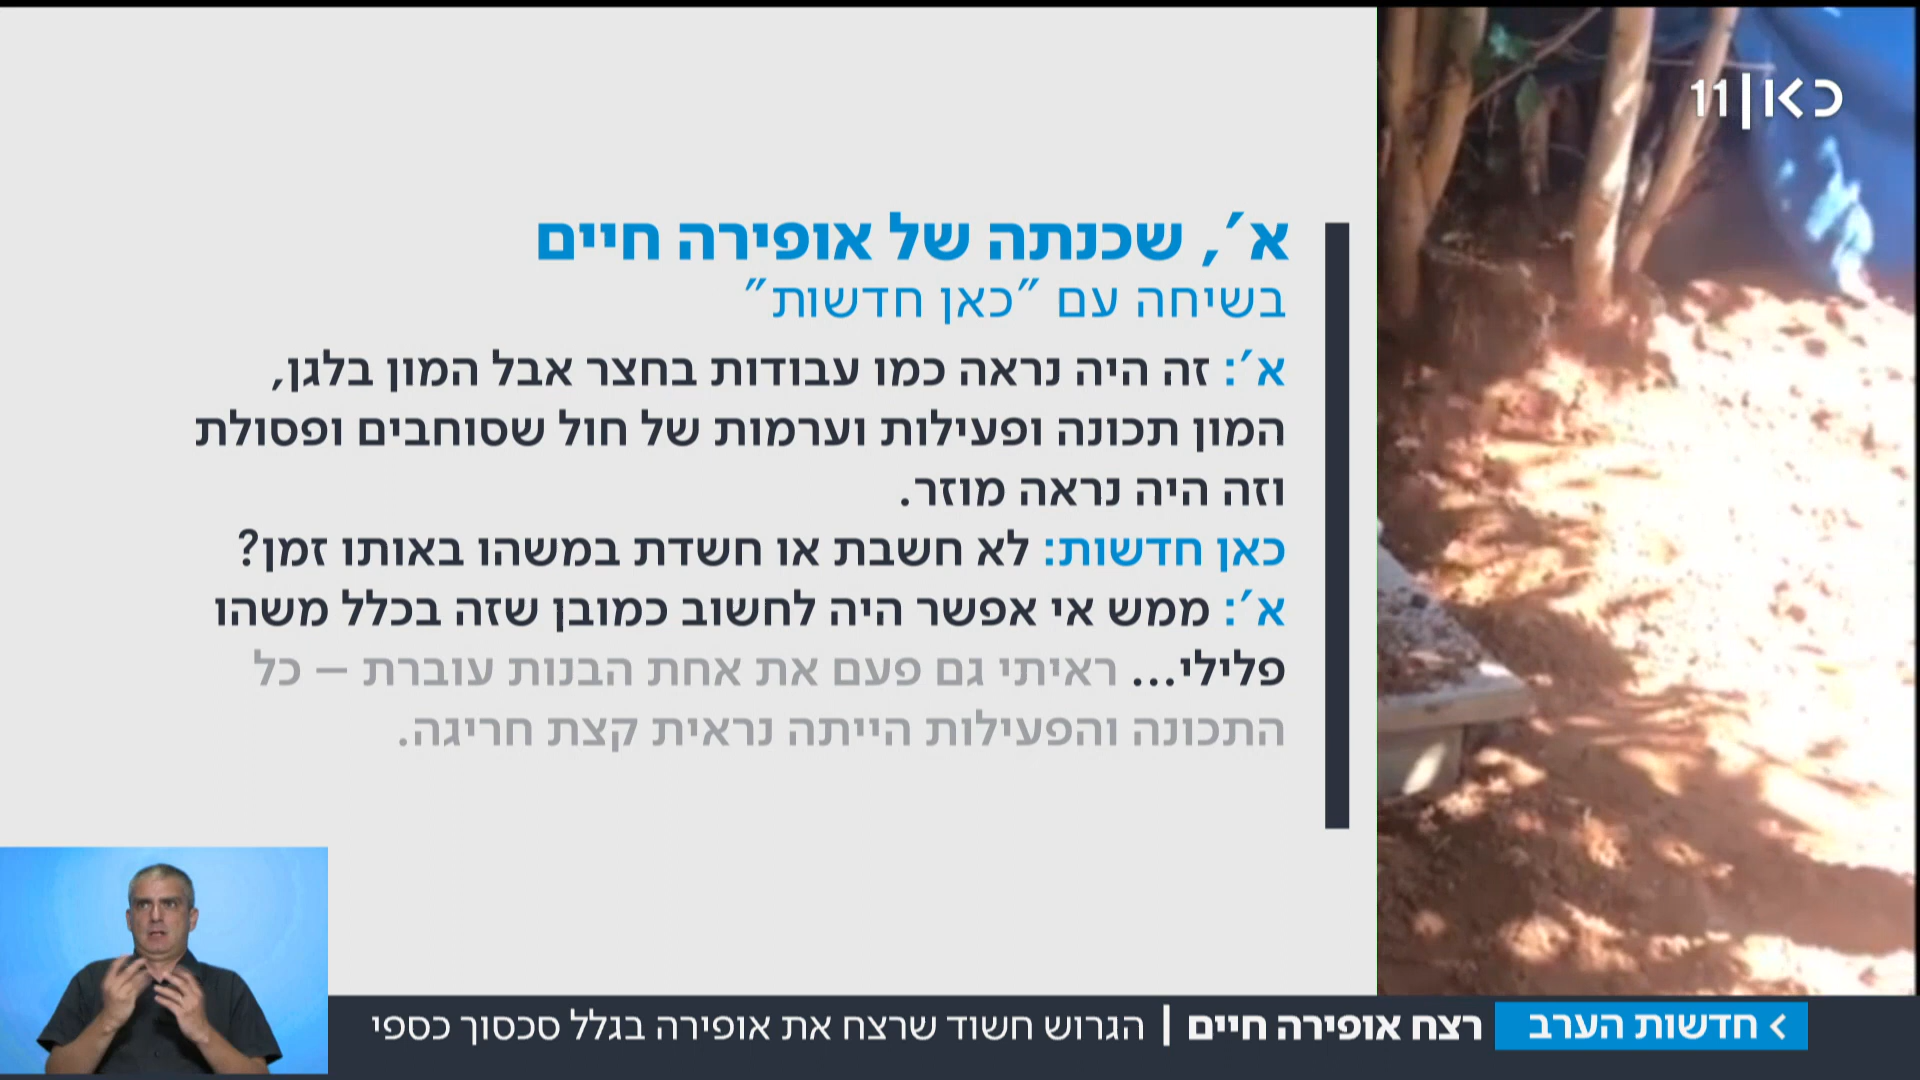 כאן|11
א׳, שכנתה של אופירה חיים
בשיחה עם ״כאן חדשות״
א׳: זה היה נראה כמו עבודות בחצר אבל המון בלגן,
המון תכונה ופעילות וערמות של חול שסוחבים ופסולת
וזה היה נראה מוזר.
כאן חדשות: לא חשבת או חשדת במשהו באותו זמן?
א׳: ממש אי אפשר היה לחשוב כמובן שזה בכלל משהו
פלילי... ראיתי גם פעם את אחת הבנות עוברת – כל
התכונה והפעילות הייתה נראית קצת חריגה.
חדשות הערב רצח אופירה חיים | הגרוש חשוד שרצח את אופירה בגלל סכסוך כספי